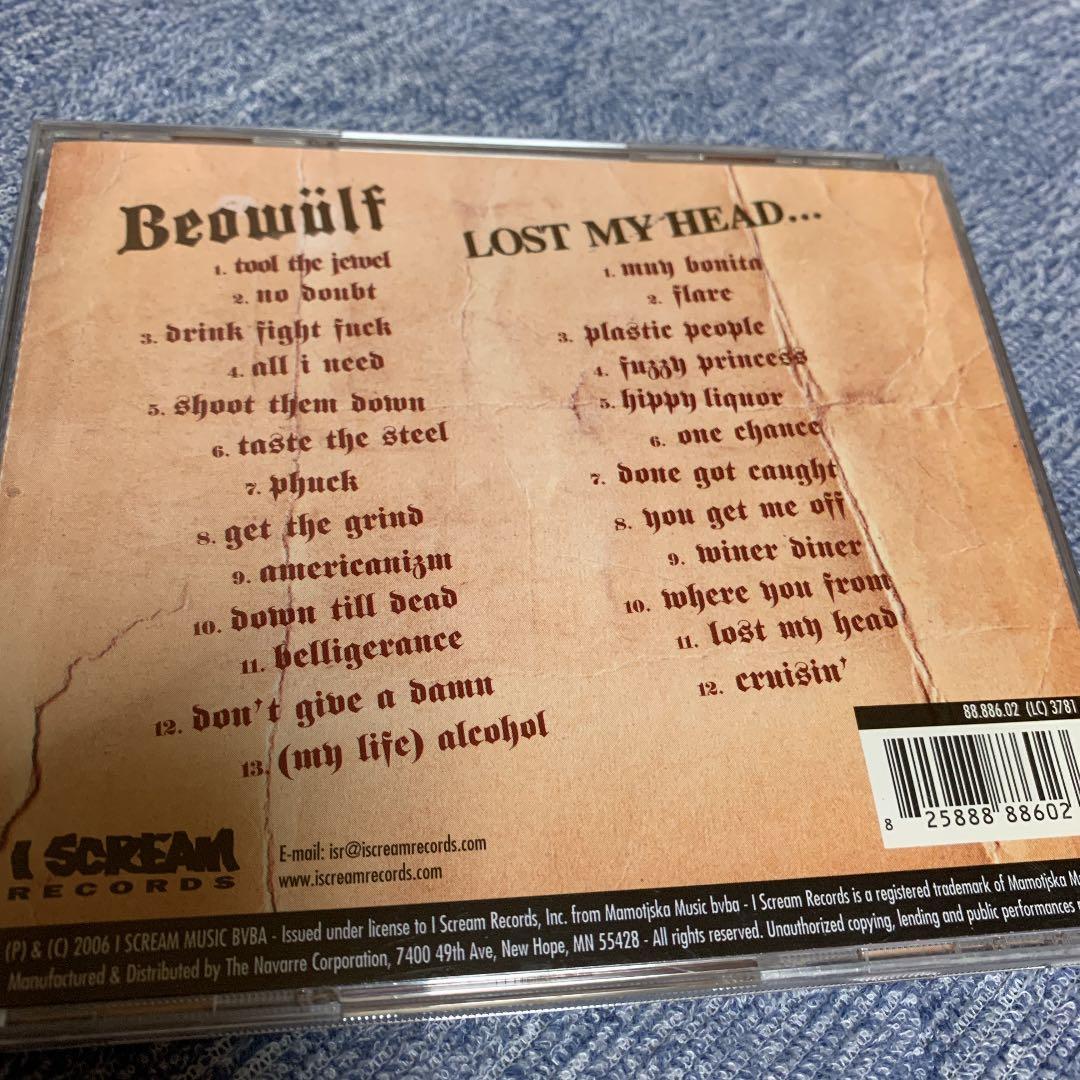 Beowülf
1. tool the jewel
2. no doubt
3. drink fight fuck
4. all i need
5. shoot them down
6. taste the steel
7. phuck
8. get the grind
9. americanizm
10. down till dead
11. belligerance
12. don't give a damn
13. (my life) alcohol
LOST MY HEAD...
1. muy bonita
2. flare
3. plastic people
4. fuzzy princess
5. hippy liquor
6. one chance
7. done got caught
8. you get me off
9. winer diner
10. where you from
11. lost my head
12. cruisin'
88.886.02 (LC) 3781
8 25888 88602
I SCREAM
RECORDS
E-mail: isr@iscreamrecords.com
www.iscreamrecords.com
(P) & (C) 2006 I SCREAM MUSIC BVBA - Issued under license to I Scream Records, Inc. from Mamotjska Music bvba - I Scream Records is a registered trademark of Mamotjska
Manufactured & Distributed by The Navarre Corporation, 7400 49th Ave, New Hope, MN 55428 - All rights reserved. Unauthorized copying, lending and public performances